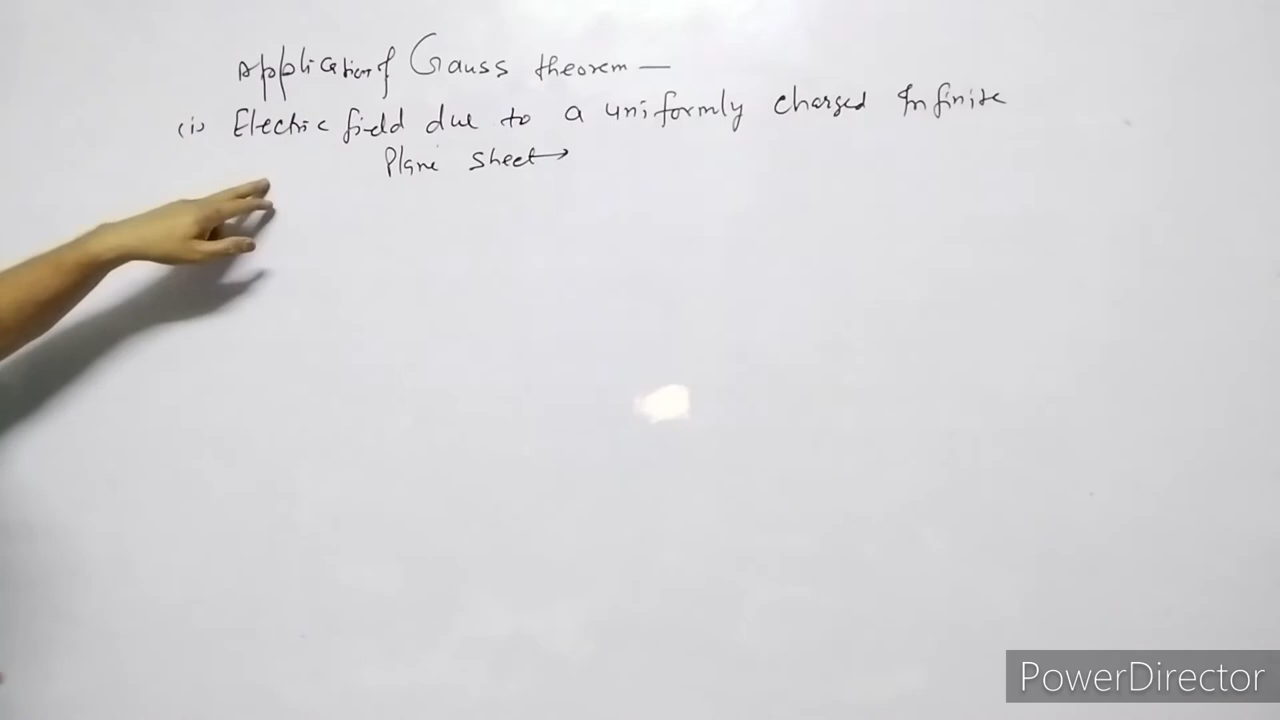 Application of Gauss theorem —
(i) Electric field due to a uniformly charged Infinite
Plane sheet →
PowerDirector